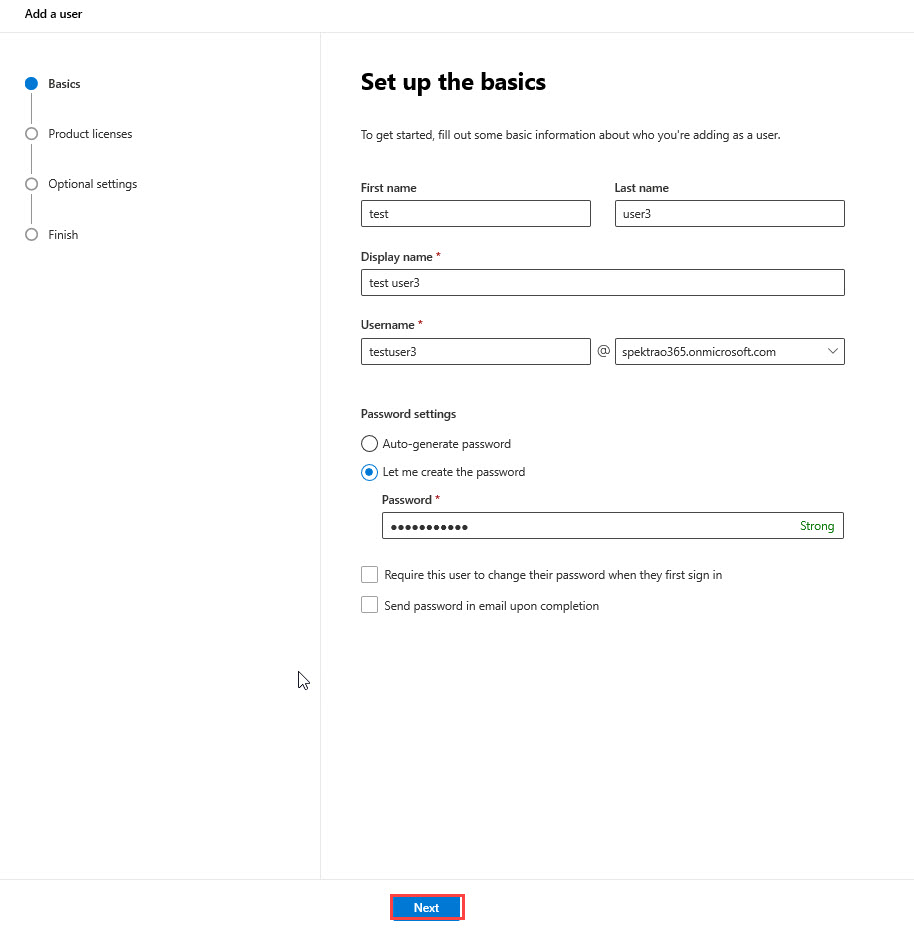 Add a user
Basics
Product licenses
Optional settings
Finish
Set up the basics
To get started, fill out some basic information about who you're adding as a user.
First name
Last name
test
user3
Display name *
test user3
Username *
testuser3
@
spektrao365.onmicrosoft.com
Password settings
Auto-generate password
Let me create the password
Password *
●●●●●●●●●●● Strong
Require this user to change their password when they first sign in
Send password in email upon completion
Next